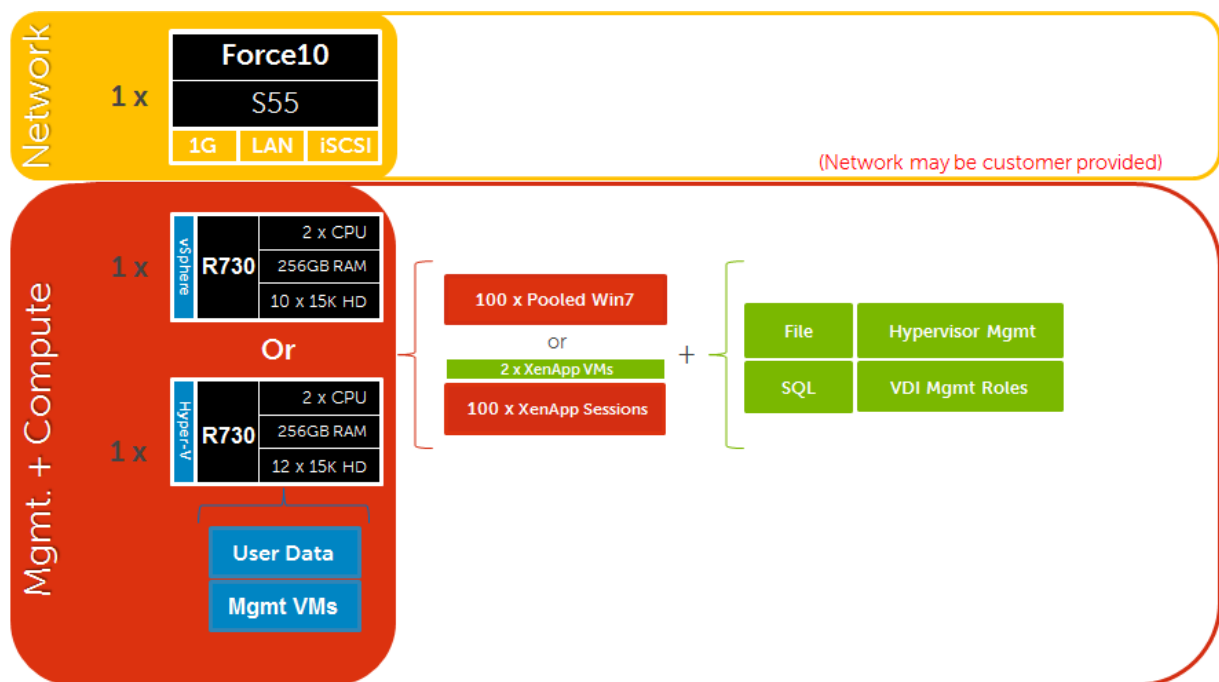 Network
1 x
Force10
S55
1G LAN iSCSI
(Network may be customer provided)
Mgmt. + Compute
1 x
vSphere
R730
2 x CPU
256GB RAM
10 x 15K HD
Or
1 x
Hyper-V
R730
2 x CPU
256GB RAM
12 x 15K HD
User Data
Mgmt VMs
100 x Pooled Win7
or
2 x XenApp VMs
100 x XenApp Sessions
+
File
Hypervisor Mgmt
SQL
VDI Mgmt Roles